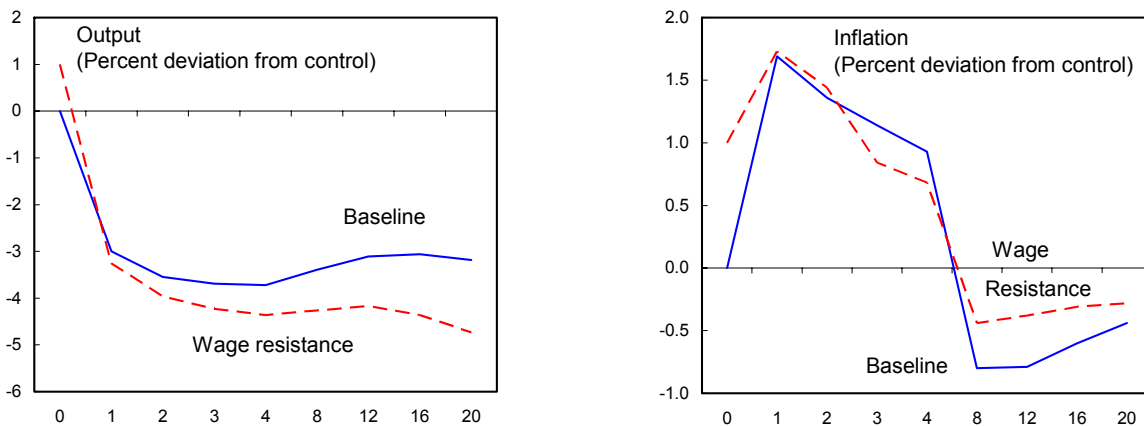 Output
(Percent deviation from control)
2
1
0
-1
-2
-3
-4
-5
-6
Baseline
Wage resistance
0 1 2 3 4 8 12 16 20
Inflation
(Percent deviation from control)
2.0
1.5
1.0
0.5
0.0
-0.5
-1.0
Wage
Resistance
Baseline
0 1 2 3 4 8 12 16 20